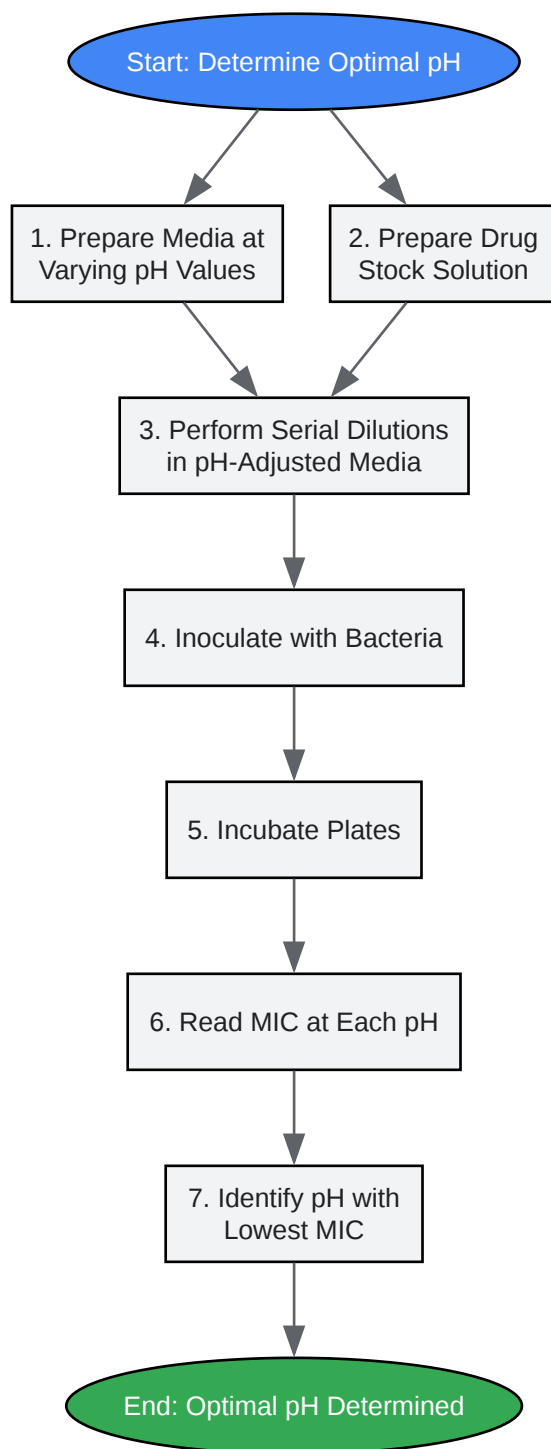 Start: Determine Optimal pH
1. Prepare Media at
Varying pH Values
2. Prepare Drug
Stock Solution
3. Perform Serial Dilutions
in pH-Adjusted Media
4. Inoculate with Bacteria
5. Incubate Plates
6. Read MIC at Each pH
7. Identify pH with
Lowest MIC
End: Optimal pH Determined